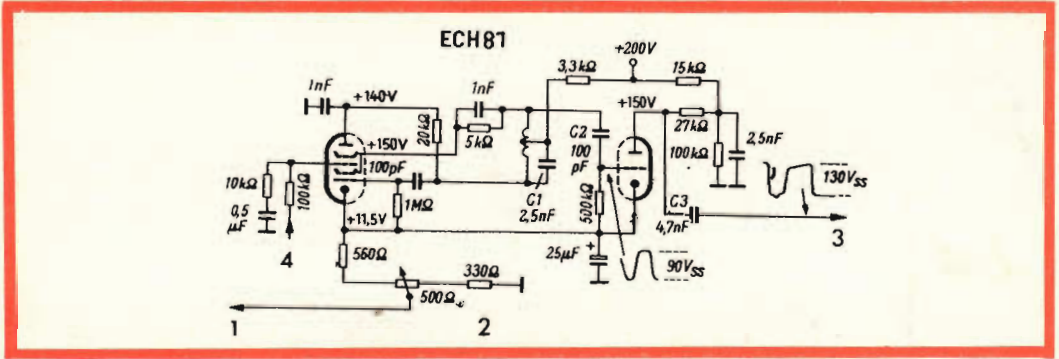 ECH81
+200V
3,3kΩ
15kΩ
1nF
+140V
1nF
+150V
27kΩ
20kΩ
5kΩ
+150V
C2
100
pF
100kΩ
2,5nF
100pF
130Vss
10kΩ
100kΩ
1MΩ
C1
2,5nF
500kΩ
C3
4,7nF
0,5
µF
+11,5V
3
4
560Ω
25µF
+
90Vss
330Ω
500Ω
1
2